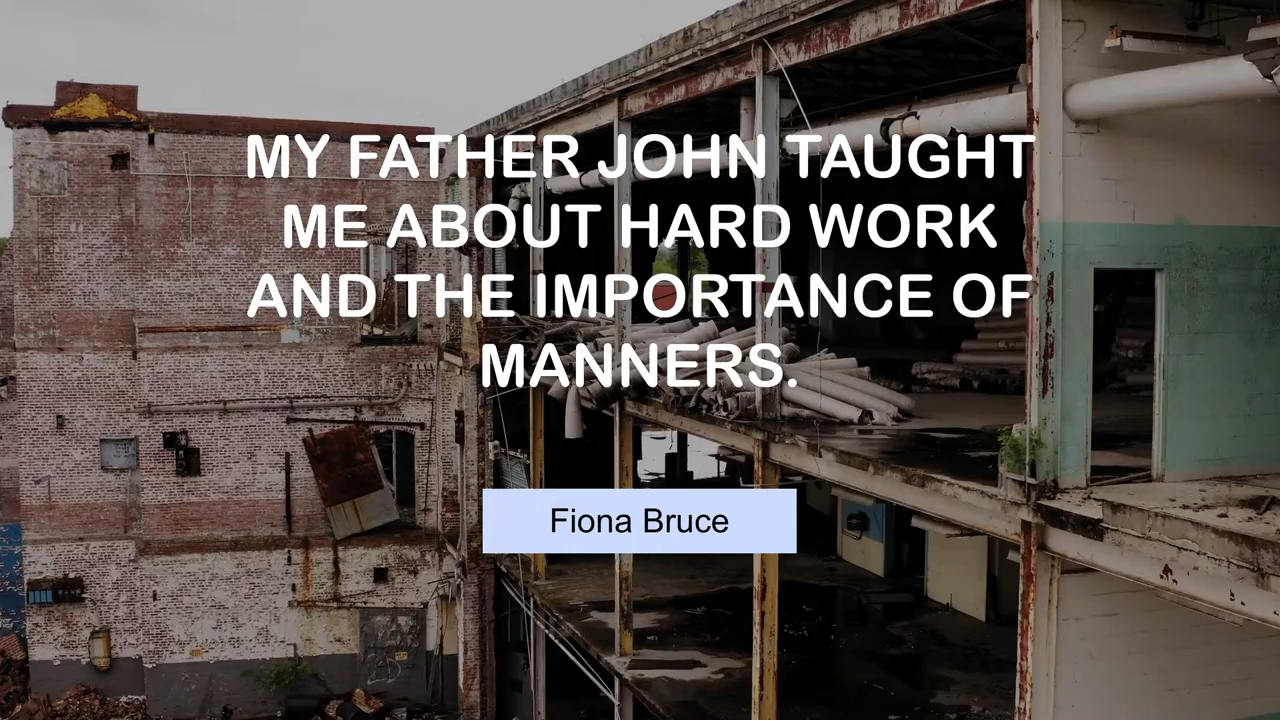 MY FATHER JOHN TAUGHT
ME ABOUT HARD WORK
AND THE IMPORTANCE OF
MANNERS.
Fiona Bruce